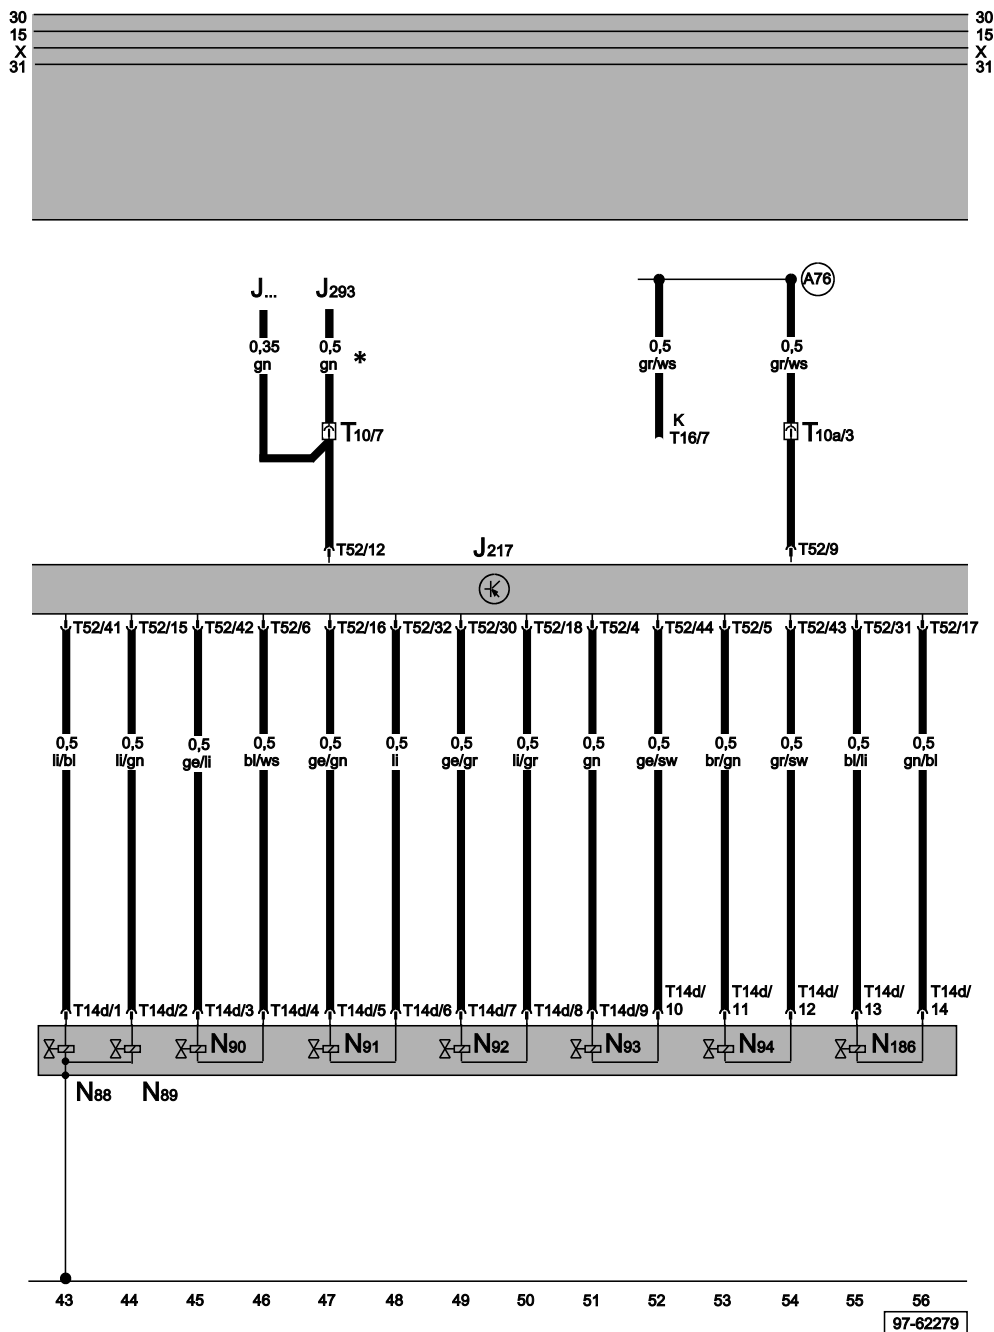 30 30
15 15
X X
31 31
A76
J... J293
0,35 0,5 0,5 0,5
gn gn * gr/ws gr/ws
K
T10/7 T16/7 T10a/3
T52/12 J217 T52/9
T52/41 T52/15 T52/42 T52/6 T52/16 T52/32 T52/30 T52/18 T52/4 T52/44 T52/5 T52/43 T52/31 T52/17
0,5 0,5 0,5 0,5 0,5 0,5 0,5 0,5 0,5 0,5 0,5 0,5 0,5 0,5
li/bl li/gn ge/li bl/ws ge/gn li ge/gr li/gr gn ge/sw br/gn gr/sw bl/li gn/bl
T14d/ T14d/ T14d/ T14d/ T14d/
T14d/1 T14d/2 T14d/3 T14d/4 T14d/5 T14d/6 T14d/7 T14d/8 T14d/9 10 11 12 13 14
N90 N91 N92 N93 N94 N186
N88 N89
43 44 45 46 47 48 49 50 51 52 53 54 55 56
97-62279